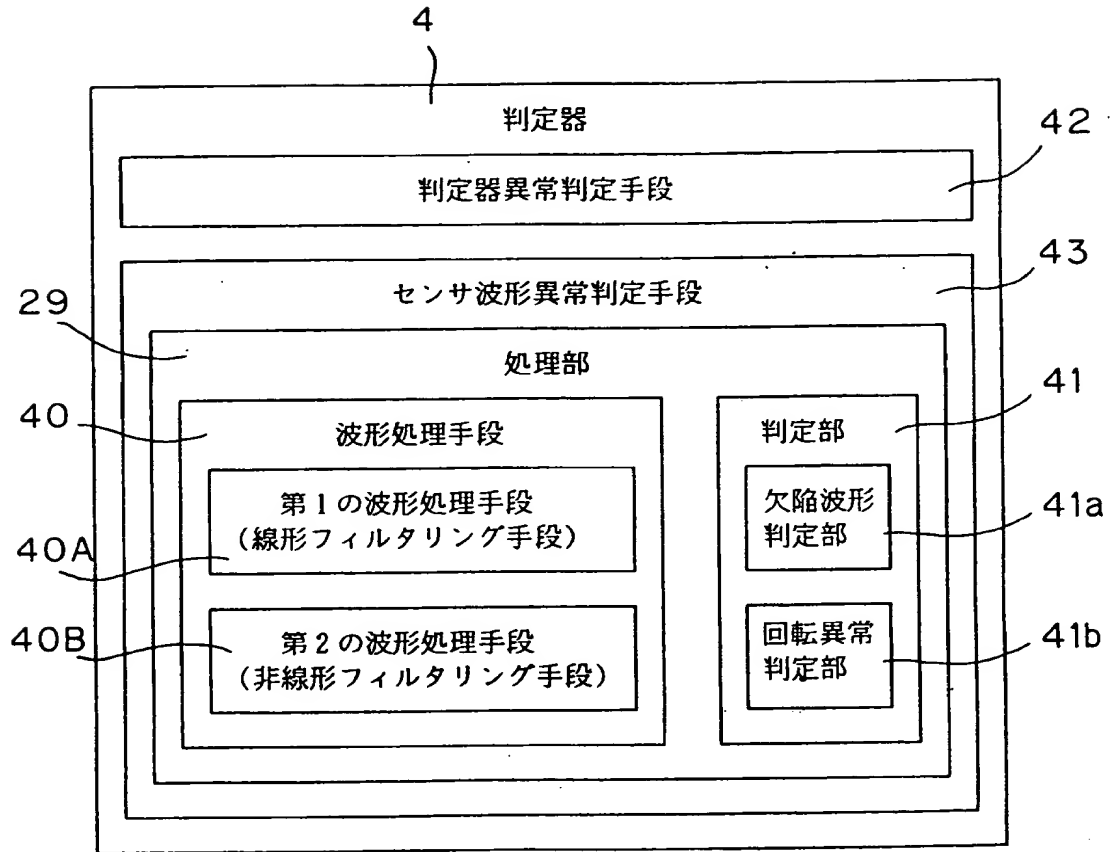 4
判定器
42
判定器異常判定手段
43
センサ波形異常判定手段
29
処理部
40
波形処理手段
41
判定部
第1の波形処理手段
(線形フィルタリング手段)
40A
欠陥波形
判定部
41a
第2の波形処理手段
(非線形フィルタリング手段)
40B
回転異常
判定部
41b